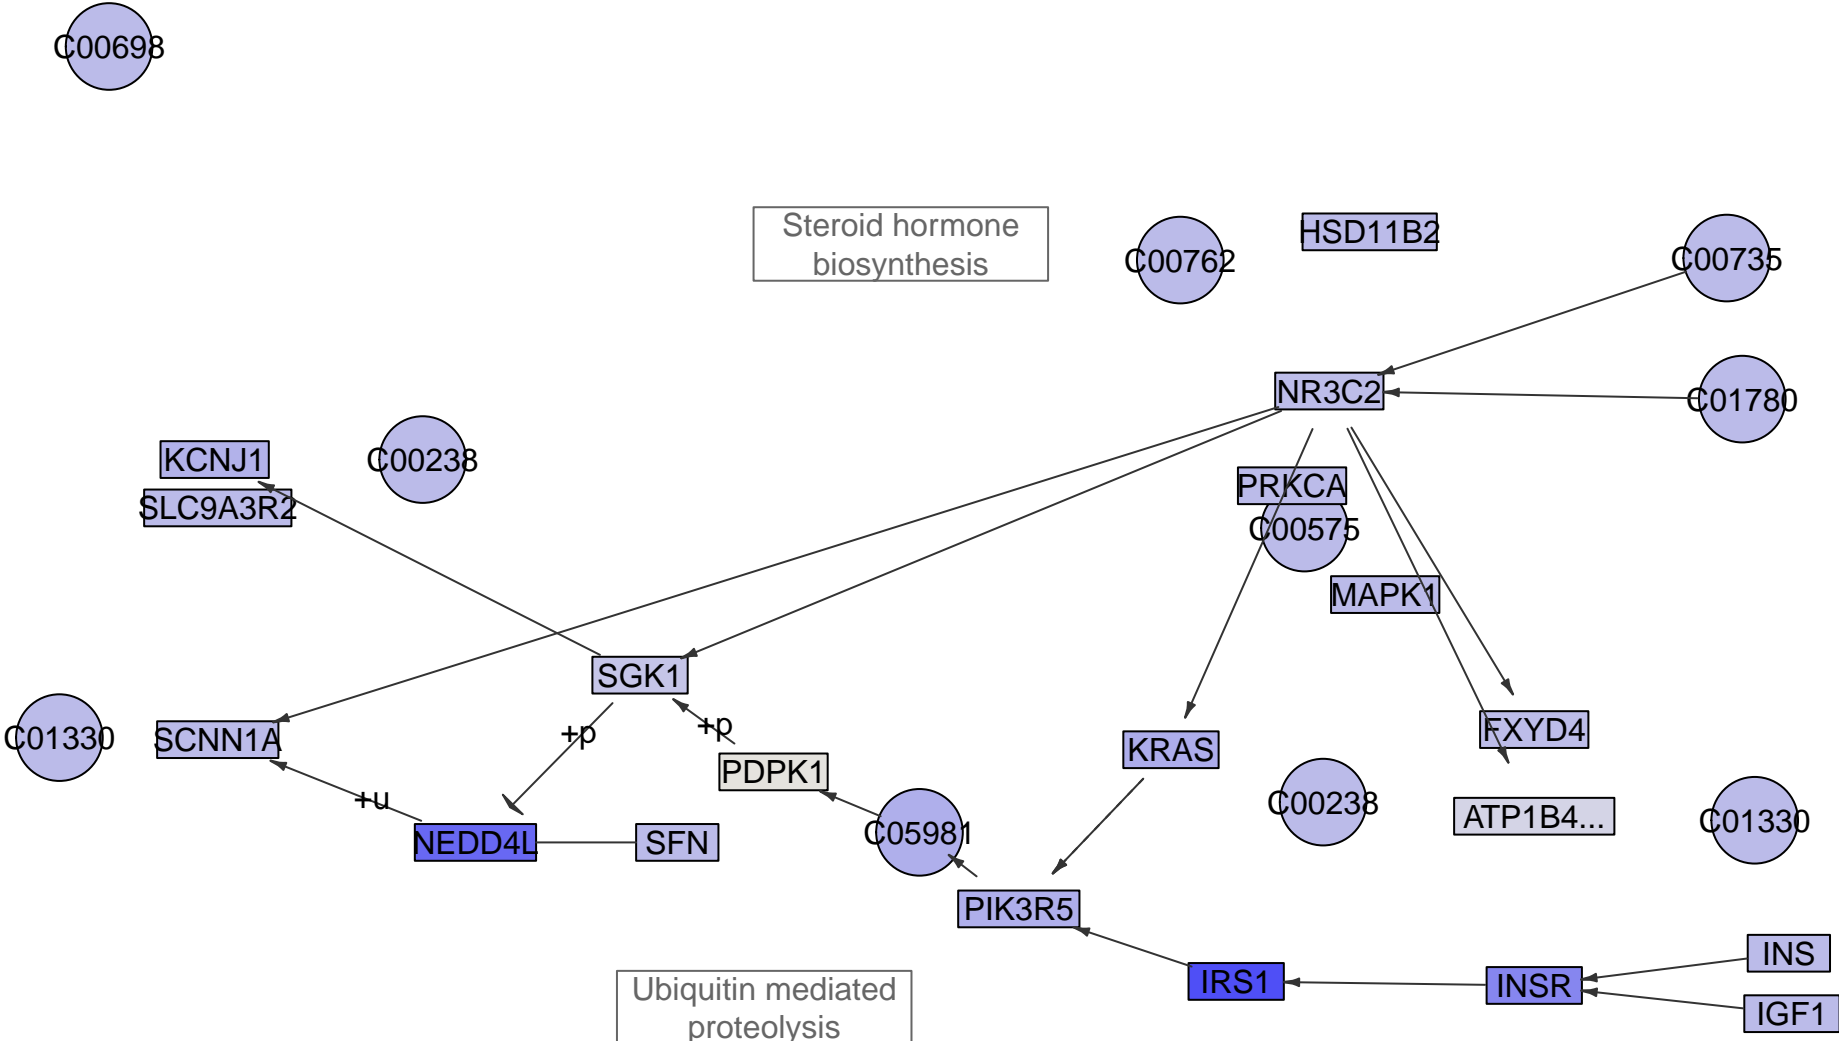 C00698
Steroid hormone
biosynthesis
C00762
HSD11B2
C00735
NR3C2
C01780
KCNJ1
C00238
SLC9A3R2
PRKCA
C00575
MAPK1
SGK1
C01330
SCNN1A
+p
+p
KRAS
FXYD4
PDPK1
+u
C00238
ATP1B4...
C01330
NEDD4L
SFN
C05981
PIK3R5
INS
IRS1
INSR
IGF1
Ubiquitin mediated
proteolysis